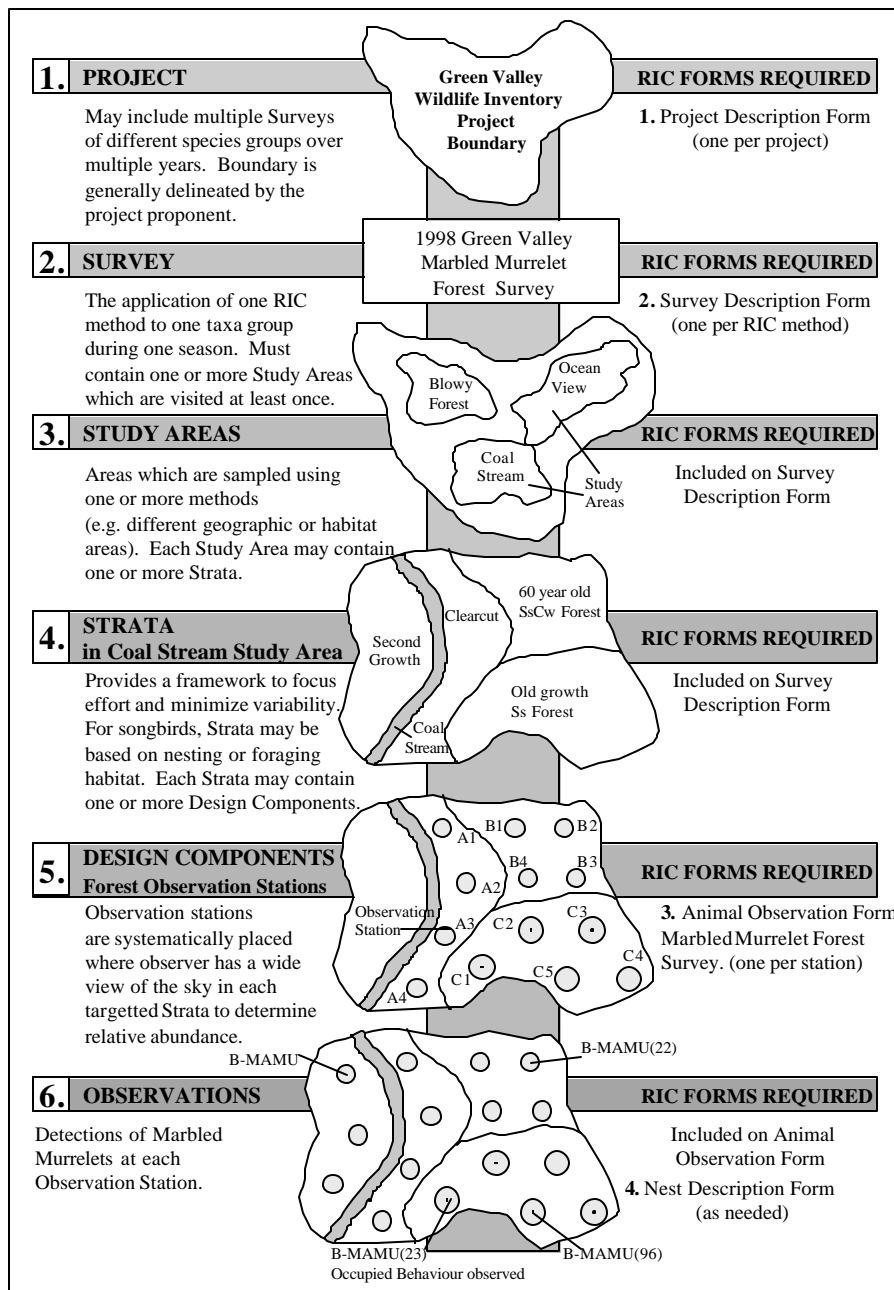 1. PROJECT
May include multiple Surveys
of different species groups over
multiple years. Boundary is
generally delineated by the
project proponent.
Green Valley
Wildlife Inventory
Project
Boundary
RIC FORMS REQUIRED
1. Project Description Form
(one per project)
2. SURVEY
The application of one RIC
method to one taxa group
during one season. Must
contain one or more Study Areas
which are visited at least once.
1998 Green Valley
Marbled Murrelet
Forest Survey
RIC FORMS REQUIRED
2. Survey Description Form
(one per RIC method)
Blowy
Forest
Ocean
View
Coal
Stream
Study
Areas
3. STUDY AREAS
Areas which are sampled using
one or more methods
(e.g. different geographic or habitat
areas). Each Study Area may contain
one or more Strata.
RIC FORMS REQUIRED
Included on Survey
Description Form
4. STRATA
in Coal Stream Study Area
Provides a framework to focus
effort and minimize variability.
For songbirds, Strata may be
based on nesting or foraging
habitat. Each Strata may contain
one or more Design Components.
Second
Growth
Clearcut
60 year old
SsCw Forest
Old growth
Ss Forest
Coal
Stream
RIC FORMS REQUIRED
Included on Survey
Description Form
5. DESIGN COMPONENTS
Forest Observation Stations
Observation stations
are systematically placed
where observer has a wide
view of the sky in each
targetted Strata to determine
relative abundance.
A1
B1
B2
A2
B4
B3
Observation
Station
A3
C2
C3
A4
C1
C5
C4
RIC FORMS REQUIRED
3. Animal Observation Form
Marbled Murrelet Forest
Survey. (one per station)
6. OBSERVATIONS
Detections of Marbled
Murrelets at each
Observation Station.
B-MAMU
B-MAMU(22)
B-MAMU(23)
Occupied Behaviour observed
B-MAMU(96)
RIC FORMS REQUIRED
Included on Animal
Observation Form
4. Nest Description Form
(as needed)